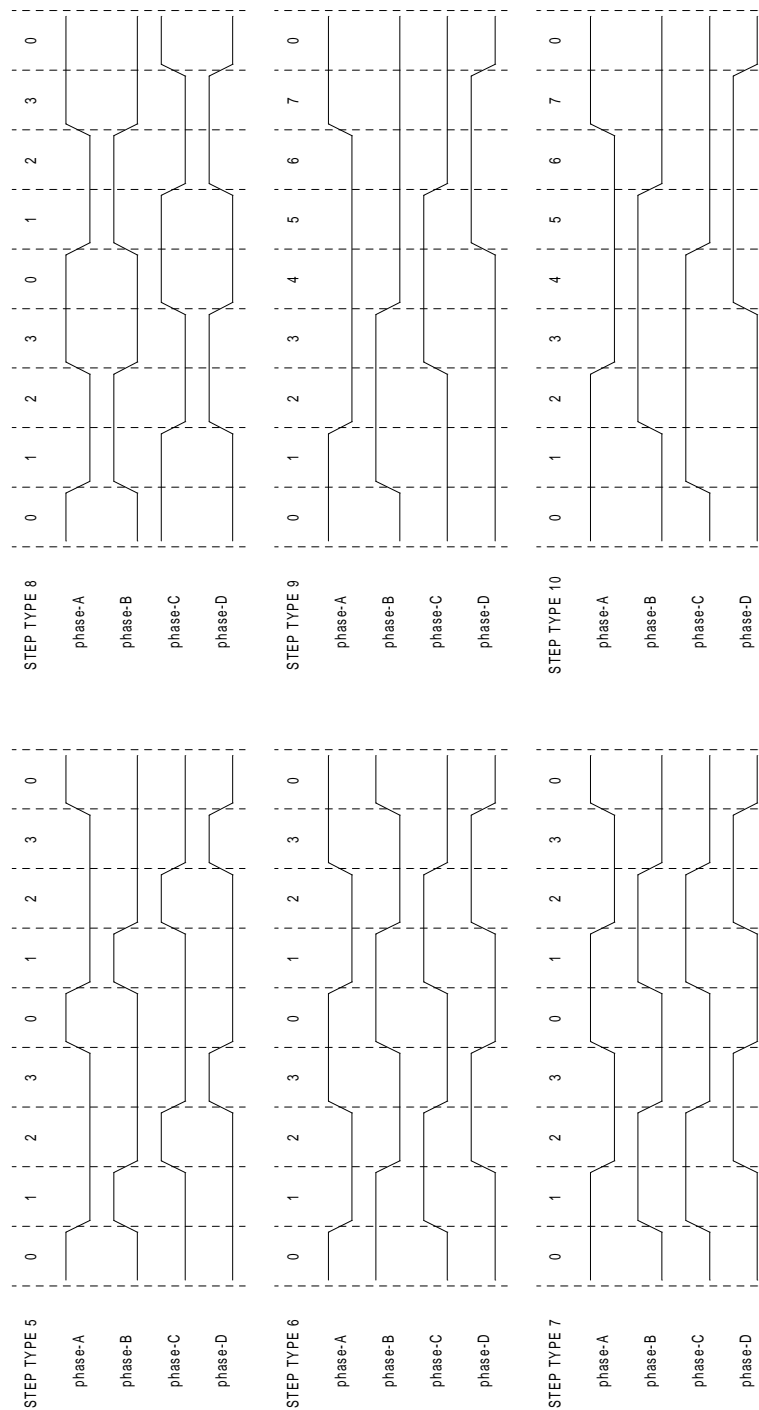 STEP TYPE 5 0 1 2 3 0 1 2 3 0
phase-A
phase-B
phase-C
phase-D
STEP TYPE 6 0 1 2 3 0 1 2 3 0
phase-A
phase-B
phase-C
phase-D
STEP TYPE 7 0 1 2 3 0 1 2 3 0
phase-A
phase-B
phase-C
phase-D
STEP TYPE 8 0 1 2 3 0 1 2 3 0
phase-A
phase-B
phase-C
phase-D
STEP TYPE 9 0 1 2 3 4 5 6 7 0
phase-A
phase-B
phase-C
phase-D
STEP TYPE 10 0 1 2 3 4 5 6 7 0
phase-A
phase-B
phase-C
phase-D